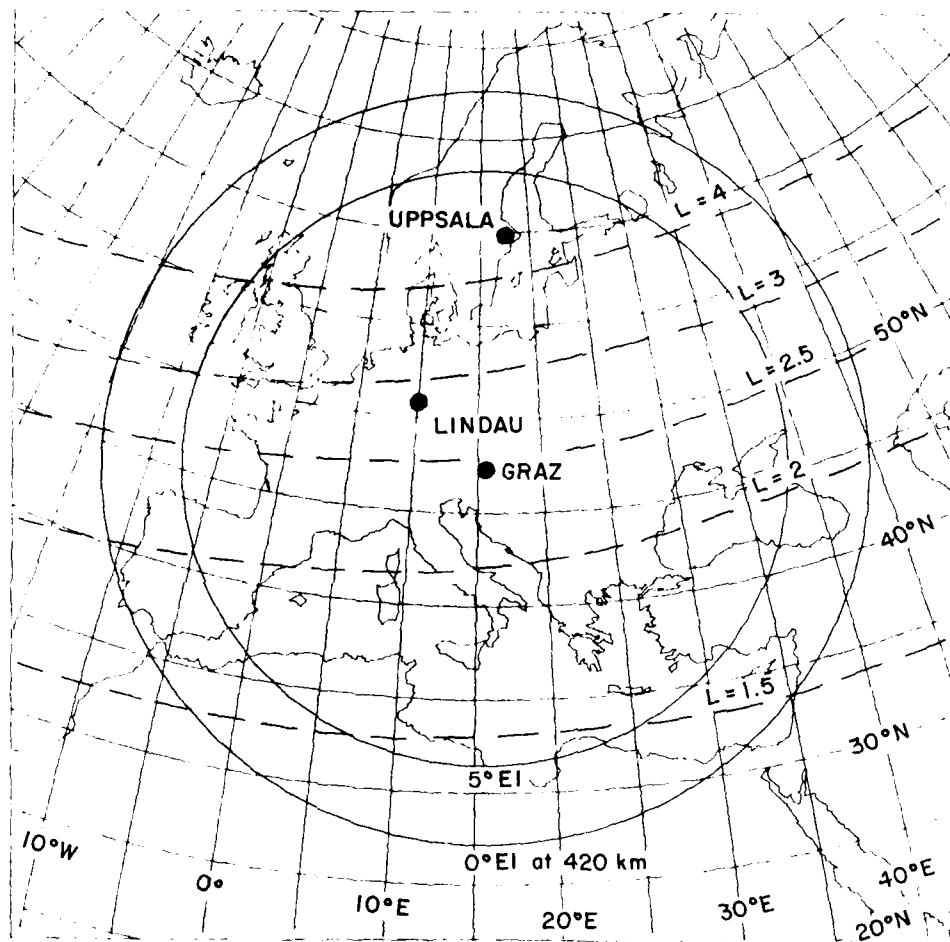 L = 4
UPPSALA
L = 3
50°N
L = 2.5
LINDAU
GRAZ
L = 2
40°N
L = 1.5
30°N
5° El
10°W
0° El at 420 km
0°
10°E
20°E
30°E
40°E
20°N